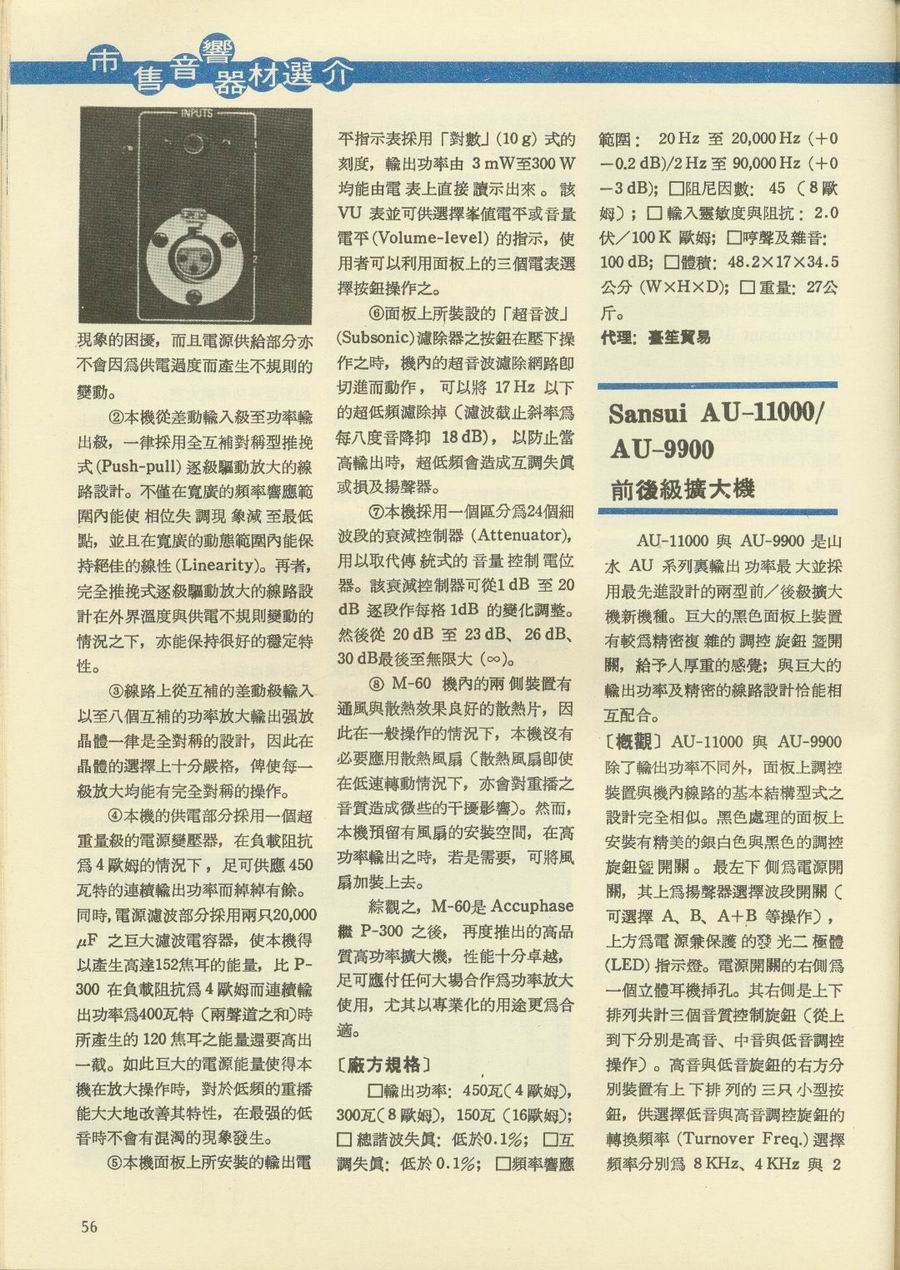 市售音響器材選介
INPUTS
2
現象的困擾，而且電源供給部分亦
不會因爲供電過度而產生不規則的
變動。
②本機從差動輸入級至功率輸
出級，一律採用全互補對稱型推挽
式 (Push-pull) 逐級驅動放大的線
路設計。不僅在寬廣的頻率響應範
圍內能使 相位失 調現 象減 至最低
點，並且在寬廣的動態範圍內能保
持絕佳的線性 (Linearity)。再者，
完全推挽式逐級驅動放大的線路設
計在外界溫度與供電不規則變動的
情況之下，亦能保持很好的穩定特
性。
③線路上從互補的差動級輸入
以至八個互補的功率放大輸出强放
晶體一律是全對稱的設計，因此在
晶體的選擇上十分嚴格，俾使每一
級放大均能有完全對稱的操作。
④本機的供電部分採用一個超
重量級的電源變壓器，在負載阻抗
爲 4 歐姆的情況下，足可供應 450
瓦特的連續輸出功率而綽綽有餘。
同時，電源濾波部分採用兩只20,000
μF 之巨大濾波電容器，使本機得
以產生高達152焦耳的能量，比 P-
300 在負載阻抗爲 4 歐姆而連續輸
出功率爲400瓦特（兩聲道之和）時
所產生的 120 焦耳之能量還要高出
一截。如此巨大的電源能量使得本
機在放大操作時，對於低頻的重播
能大大地改善其特性，在最强的低
音時不會有混濁的現象發生。
⑤本機面板上所安裝的輸出電
平指示表採用「對數」(10 g) 式的
刻度，輸出功率由 3 mW至300 W
均能由電 表上直接 讀示出來 。 該
VU 表並可供選擇峯値電平或音量
電平 (Volume-level) 的指示，使
用者可以利用面板上的三個電表選
擇按鈕操作之。
⑥面板上所裝設的「超音波」
(Subsonic) 濾除器之按鈕在壓下操
作之時，機內的超音波濾除網路卽
切進而動作， 可以將 17 Hz 以下
的超低頻濾除掉（濾波截止斜率爲
每八度音降抑 18 dB）， 以防止當
高輸出時，超低頻會造成互調失眞
或損及揚聲器。
⑦本機採用一個區分爲24個細
波段的衰減控制器 (Attenuator)，
用以取代傳 統式的 音量 控制 電位
器。該衰減控制器可從1 dB 至 20
dB 逐段作每格 1dB 的變化調整。
然後從 20 dB 至 23 dB、 26 dB、
30 dB最後至無限大 (∞)。
⑧ M-60 機內的兩 側裝置有
通風與散熱效果良好的散熱片，因
此在一般操作的情況下，本機沒有
必要應用散熱風扇（散熱風扇卽使
在低速轉動情況下，亦會對重播之
音質造成微些的干擾影響）。然而，
本機預留有風扇的安裝空間，在高
功率輸出之時，若是需要，可將風
扇加裝上去。
綜觀之，M-60是 Accuphase
繼 P-300 之後， 再度推出的高品
質高功率擴大機，性能十分卓越，
足可應付任何大場合作爲功率放大
使用，尤其以專業化的用途更爲合
適。
〔廠方規格〕
□輸出功率：450瓦（4 歐姆），
300瓦（8 歐姆），150瓦（16歐姆）；
□ 總諧波失眞：低於0.1%； □互
調失眞：低於 0.1%； □頻率響應
範圍： 20 Hz 至 20,000 Hz (+0
−0.2 dB)/2 Hz 至 90,000 Hz (+0
−3 dB)；□阻尼因數： 45 （8 歐
姆）；□ 輸入靈敏度與阻抗：2.0
伏／100 K 歐姆；□哼聲及雜音：
100 dB；□體積：48.2×17×34.5
公分 (W×H×D)；□ 重量：27公
斤。
代理：臺笙貿易
Sansui AU-11000/
AU-9900
前後級擴大機
AU-11000 與 AU-9900 是山
水 AU 系列裏輸出 功率最 大並採
用最先進設計的兩型前／後級擴大
機新機種。巨大的黑色面板上裝置
有較爲精密複 雜的 調控 旋鈕 曁開
關，給予人厚重的感覺；與巨大的
輸出功率及精密的線路設計恰能相
互配合。
〔槪觀〕AU-11000 與 AU-9900
除了輸出功率不同外，面板上調控
裝置與機內線路的基本結構型式之
設計完全相似。黑色處理的面板上
安裝有精美的銀白色與黑色的調控
旋鈕曁 開關 。 最左下 側爲電源開
關，其上爲揚聲器選擇波段開關（
可選擇 A、B、A＋B 等操作），
上方爲電 源兼保護 的發 光二 極體
(LED) 指示燈。電源開關的右側爲
一個立體耳機揷孔。其右側是上下
排列共計三個音質控制旋鈕（從上
到下分別是高音、中音與低音調控
操作）。高音與低音旋鈕的右方分
別裝置有上 下排 列的 三只 小型按
鈕，供選擇低音與高音調控旋鈕的
轉換頻率 (Turnover Freq.) 選擇
頻率分別爲 8 KHz、4 KHz 與 2
56